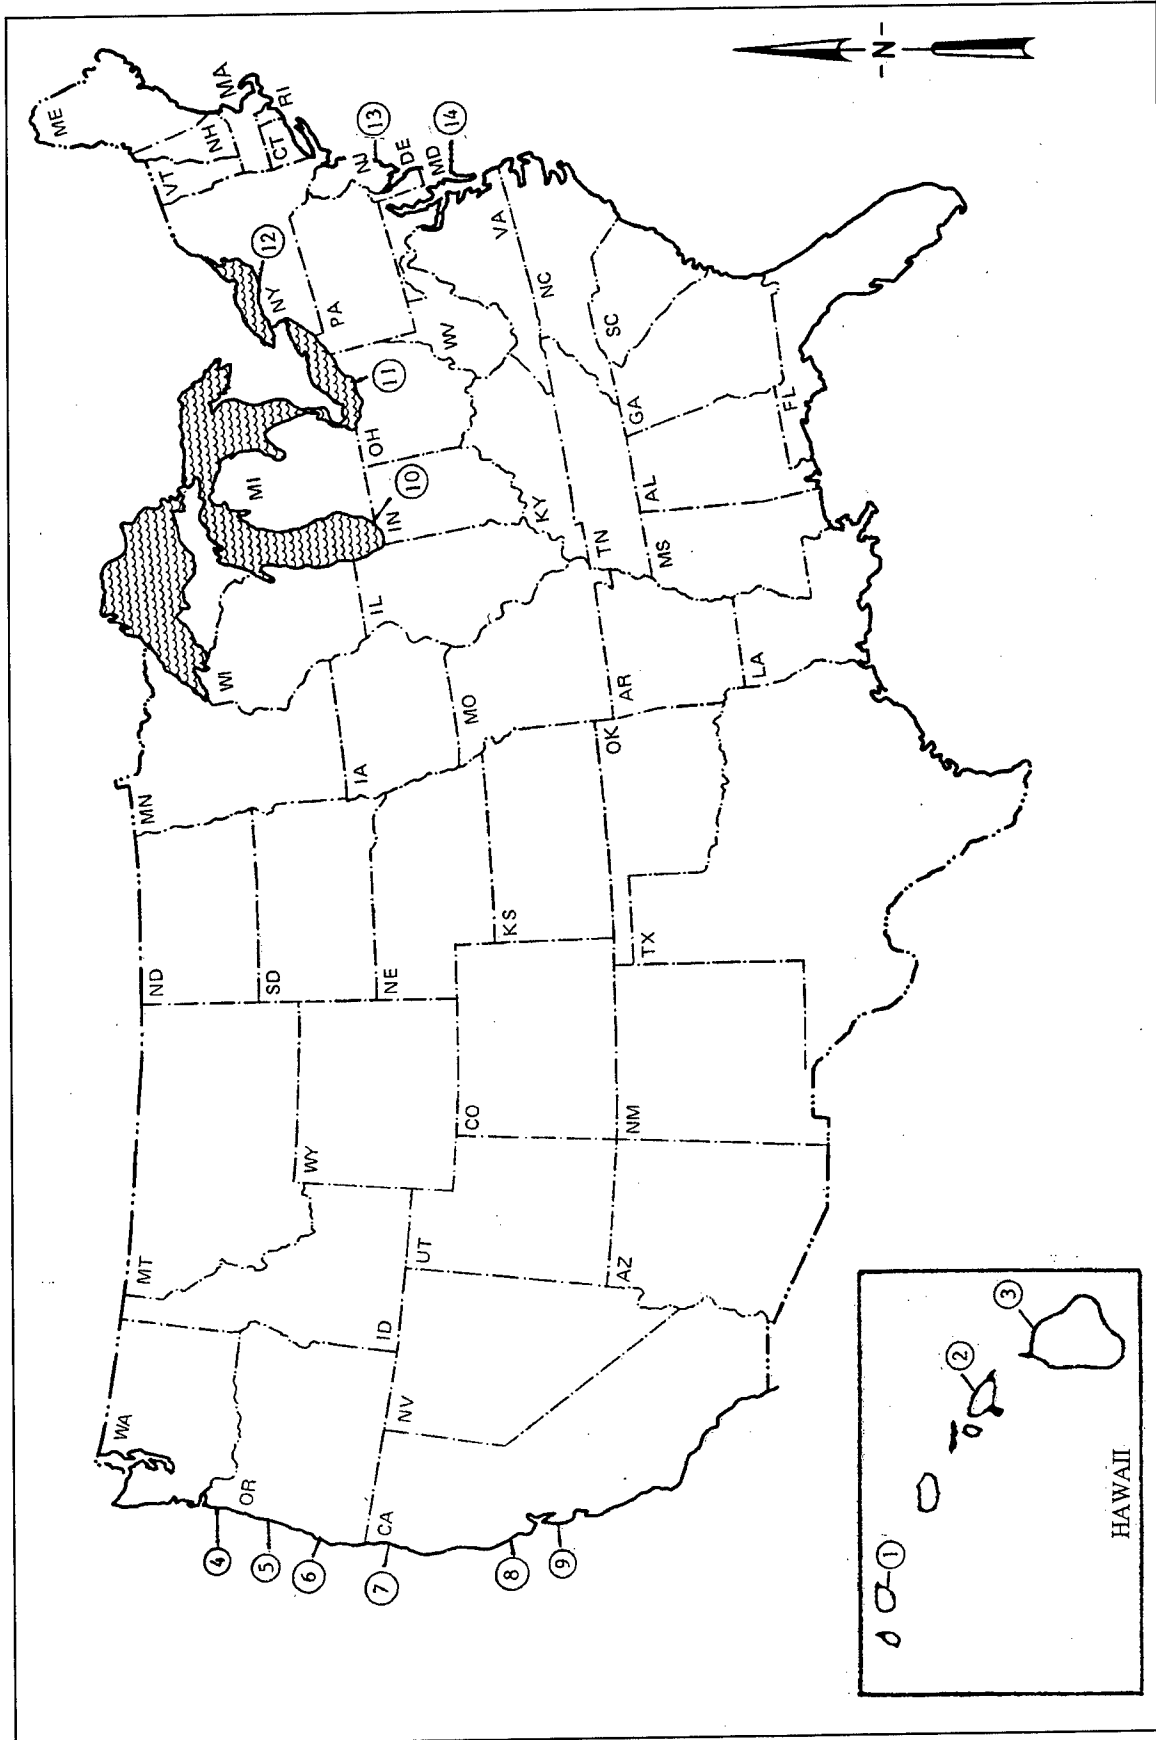 WA
MT
ND
MN
ME
VT
NH
MA
CT
RI
OR
ID
WY
SD
WI
MI
NY
⑫
PA
NJ
⑬
DE
MD
⑭
④
⑤
⑥
⑦
CA
NV
UT
CO
NE
IA
IL
IN
⑩
OH
⑪
WV
VA
⑧
⑨
KS
MO
KY
NC
AZ
NM
TX
OK
AR
TN
MS
AL
GA
SC
LA
FL
-N-
①
②
③
HAWAII